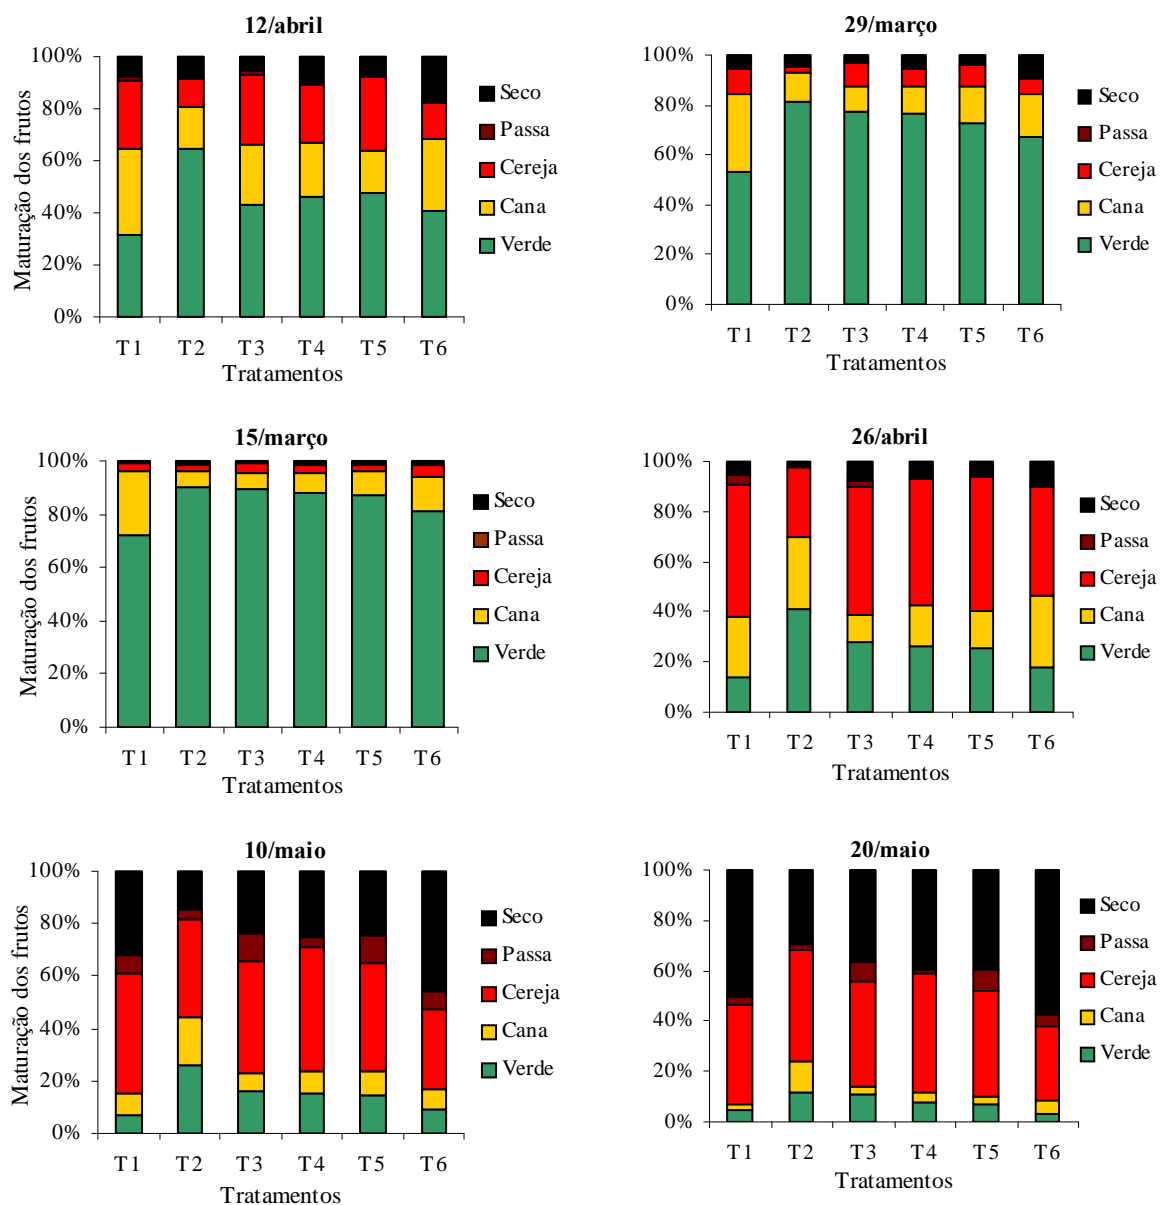 12/abril
100%
80%
60%
40%
20%
0%
Maturação dos frutos
T1 T2 T3 T4 T5 T6
Tratamentos
Seco
Passa
Cereja
Cana
Verde
29/março
100%
80%
60%
40%
20%
0%
T1 T2 T3 T4 T5 T6
Tratamentos
Seco
Passa
Cereja
Cana
Verde
15/março
100%
80%
60%
40%
20%
0%
Maturação dos frutos
T1 T2 T3 T4 T5 T6
Tratamentos
Seco
Passa
Cereja
Cana
Verde
26/abril
100%
80%
60%
40%
20%
0%
T1 T2 T3 T4 T5 T6
Tratamentos
Seco
Passa
Cereja
Cana
Verde
10/maio
100%
80%
60%
40%
20%
0%
Maturação dos frutos
T1 T2 T3 T4 T5 T6
Tratamentos
Seco
Passa
Cereja
Cana
Verde
20/maio
100%
80%
60%
40%
20%
0%
T1 T2 T3 T4 T5 T6
Tratamentos
Seco
Passa
Cereja
Cana
Verde